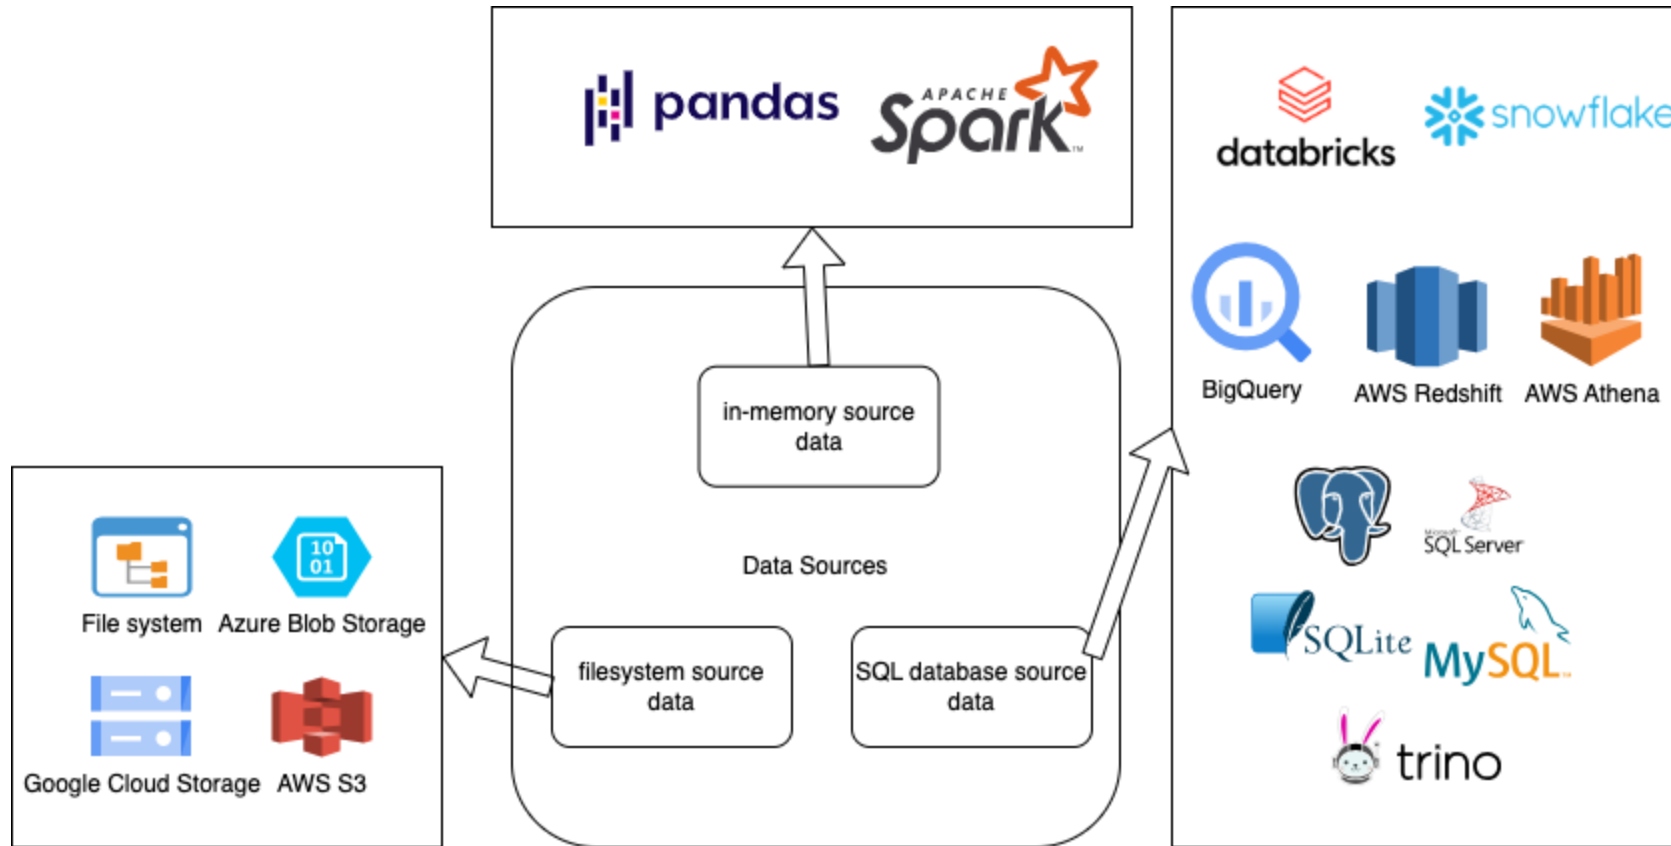 pandas
APACHE
Spark™
databricks
snowflake
BigQuery
AWS Redshift
AWS Athena
in-memory source
data
Data Sources
Microsoft
SQL Server
SQLite
MySQL™
trino
File system
10
01
Azure Blob Storage
Google Cloud Storage
AWS S3
filesystem source
data
SQL database source
data